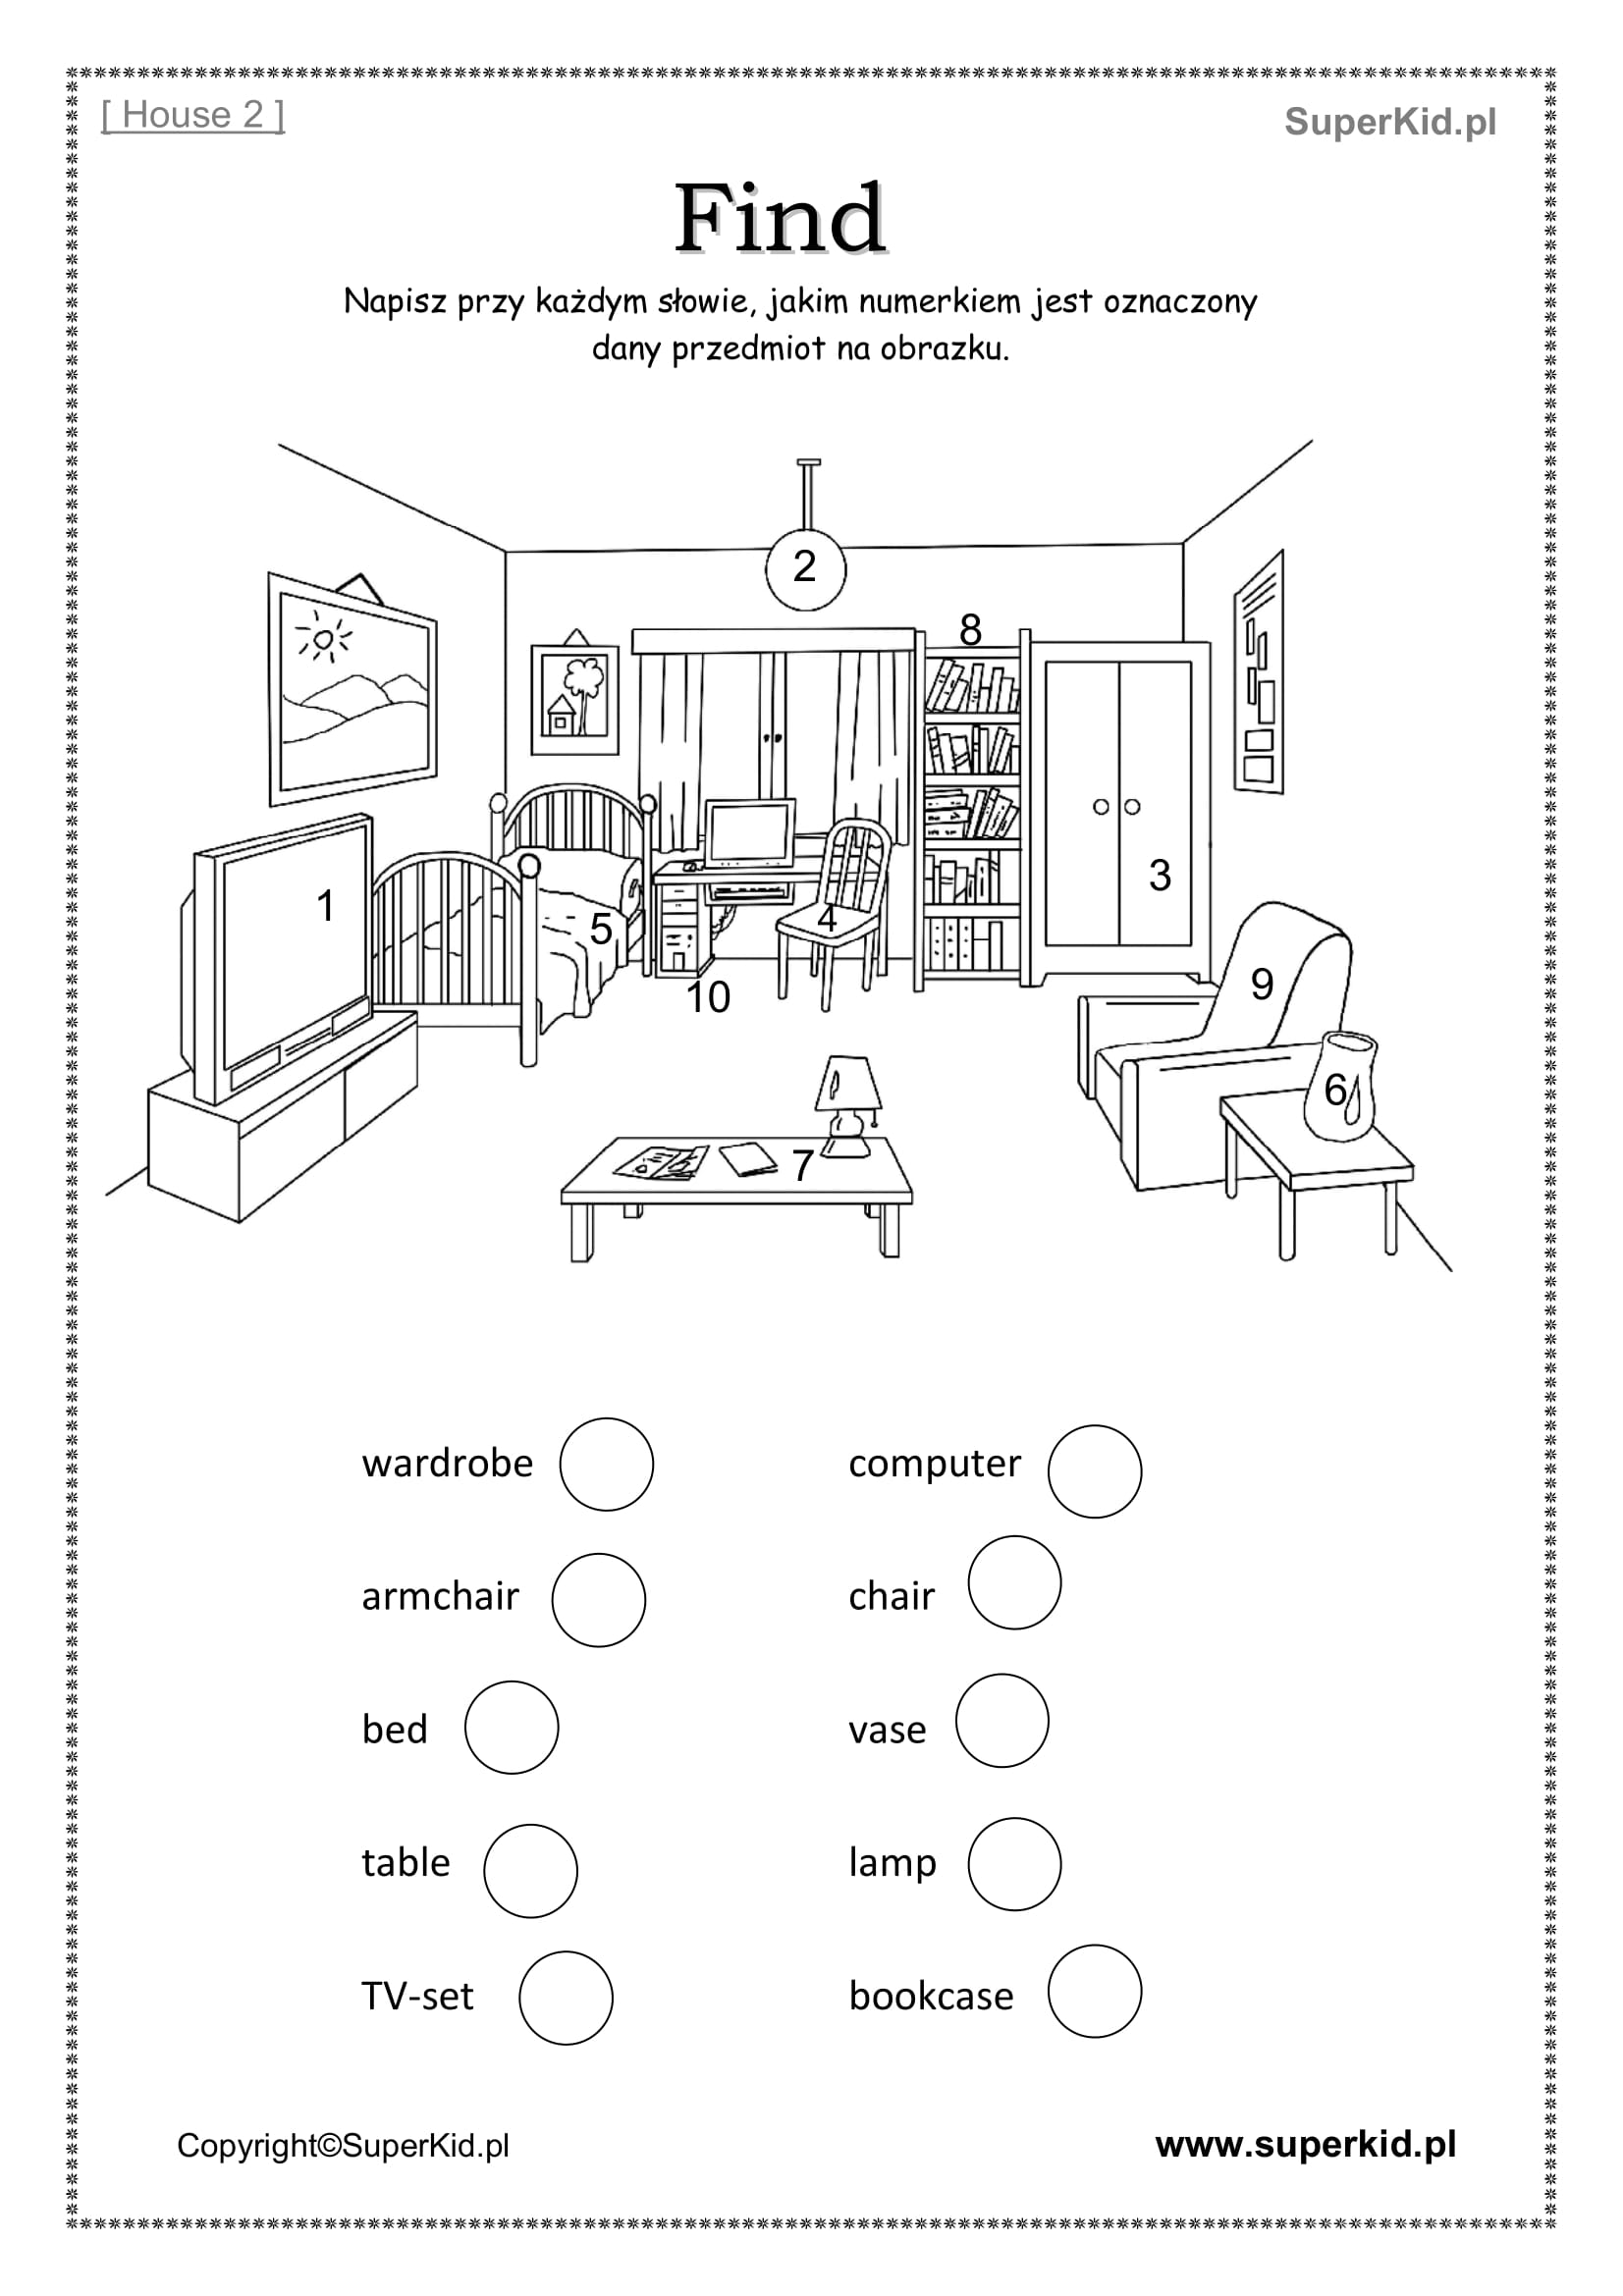 [ House 2 ]
SuperKid.pl
Find
Napisz przy każdym słowie, jakim numerkiem jest oznaczony
dany przedmiot na obrazku.
2
8
3
1
5
4
10
9
6
7
wardrobe
computer
armchair
chair
bed
vase
table
lamp
TV-set
bookcase
Copyright©SuperKid.pl
www.superkid.pl